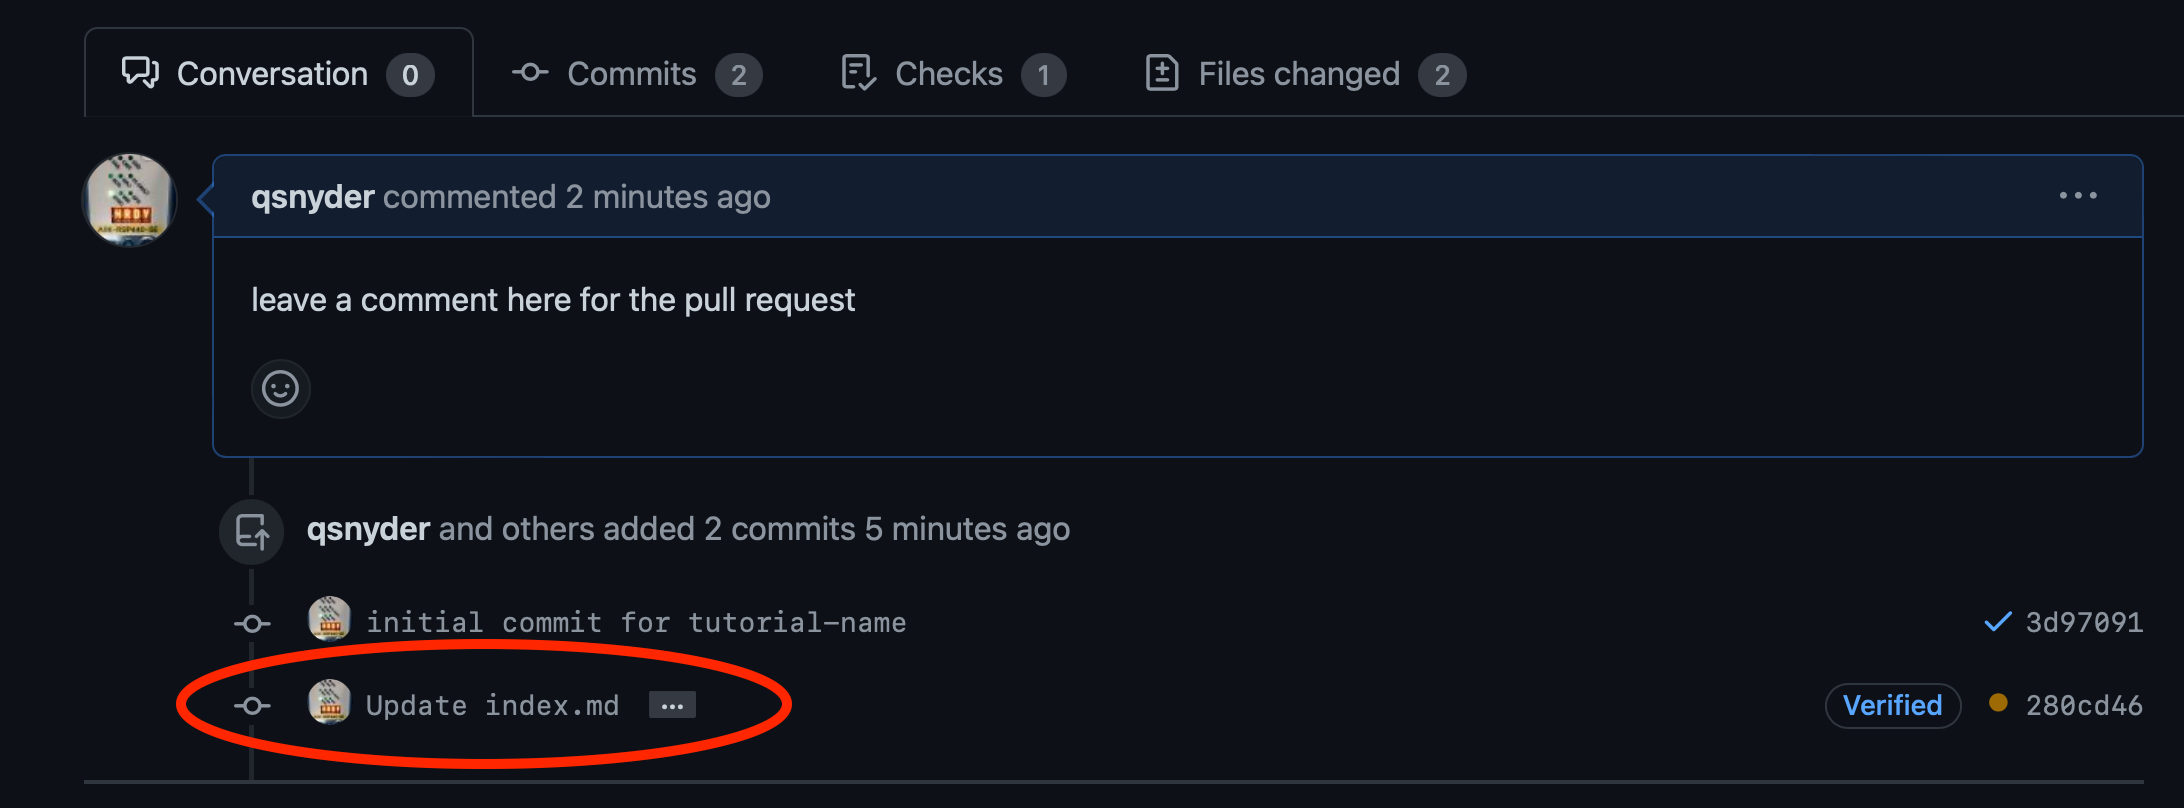 Conversation 0 Commits 2 Checks 1 Files changed 2
qsnyder commented 2 minutes ago
leave a comment here for the pull request
qsnyder and others added 2 commits 5 minutes ago
initial commit for tutorial-name 3d97091
Update index.md ... Verified 280cd46